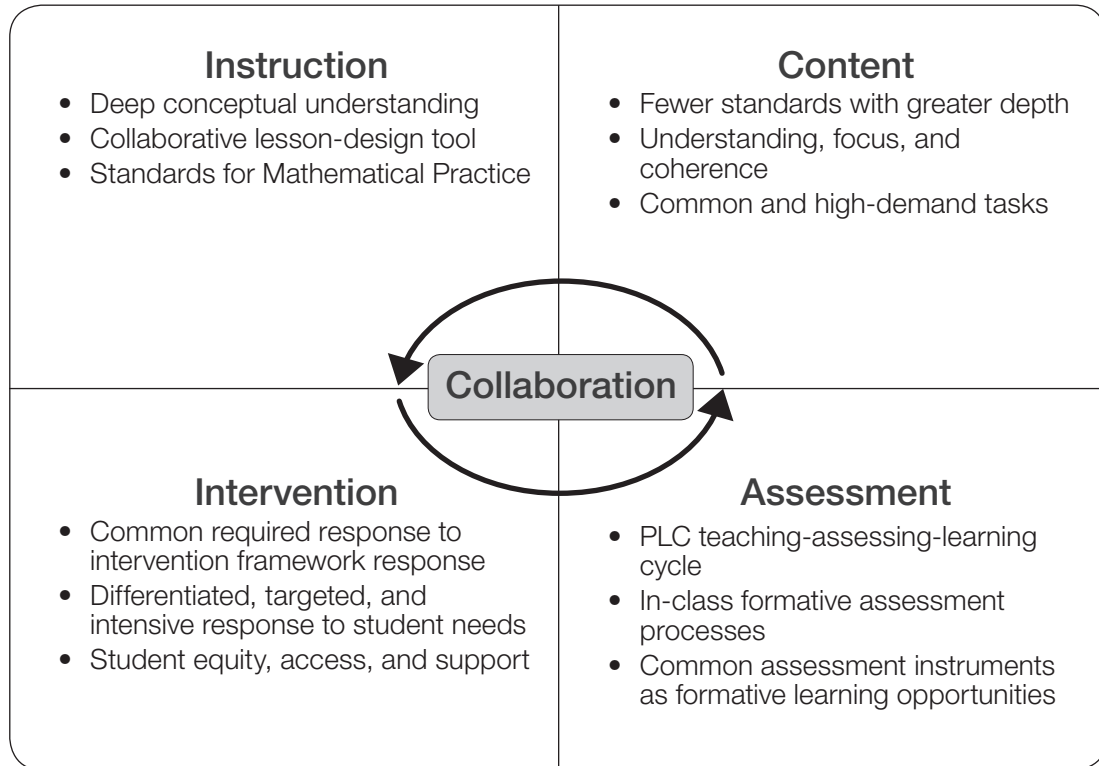 Instruction
• Deep conceptual understanding
• Collaborative lesson-design tool
• Standards for Mathematical Practice
Content
• Fewer standards with greater depth
• Understanding, focus, and
coherence
• Common and high-demand tasks
Collaboration
Intervention
• Common required response to
intervention framework response
• Differentiated, targeted, and
intensive response to student needs
• Student equity, access, and support
Assessment
• PLC teaching-assessing-learning
cycle
• In-class formative assessment
processes
• Common assessment instruments
as formative learning opportunities